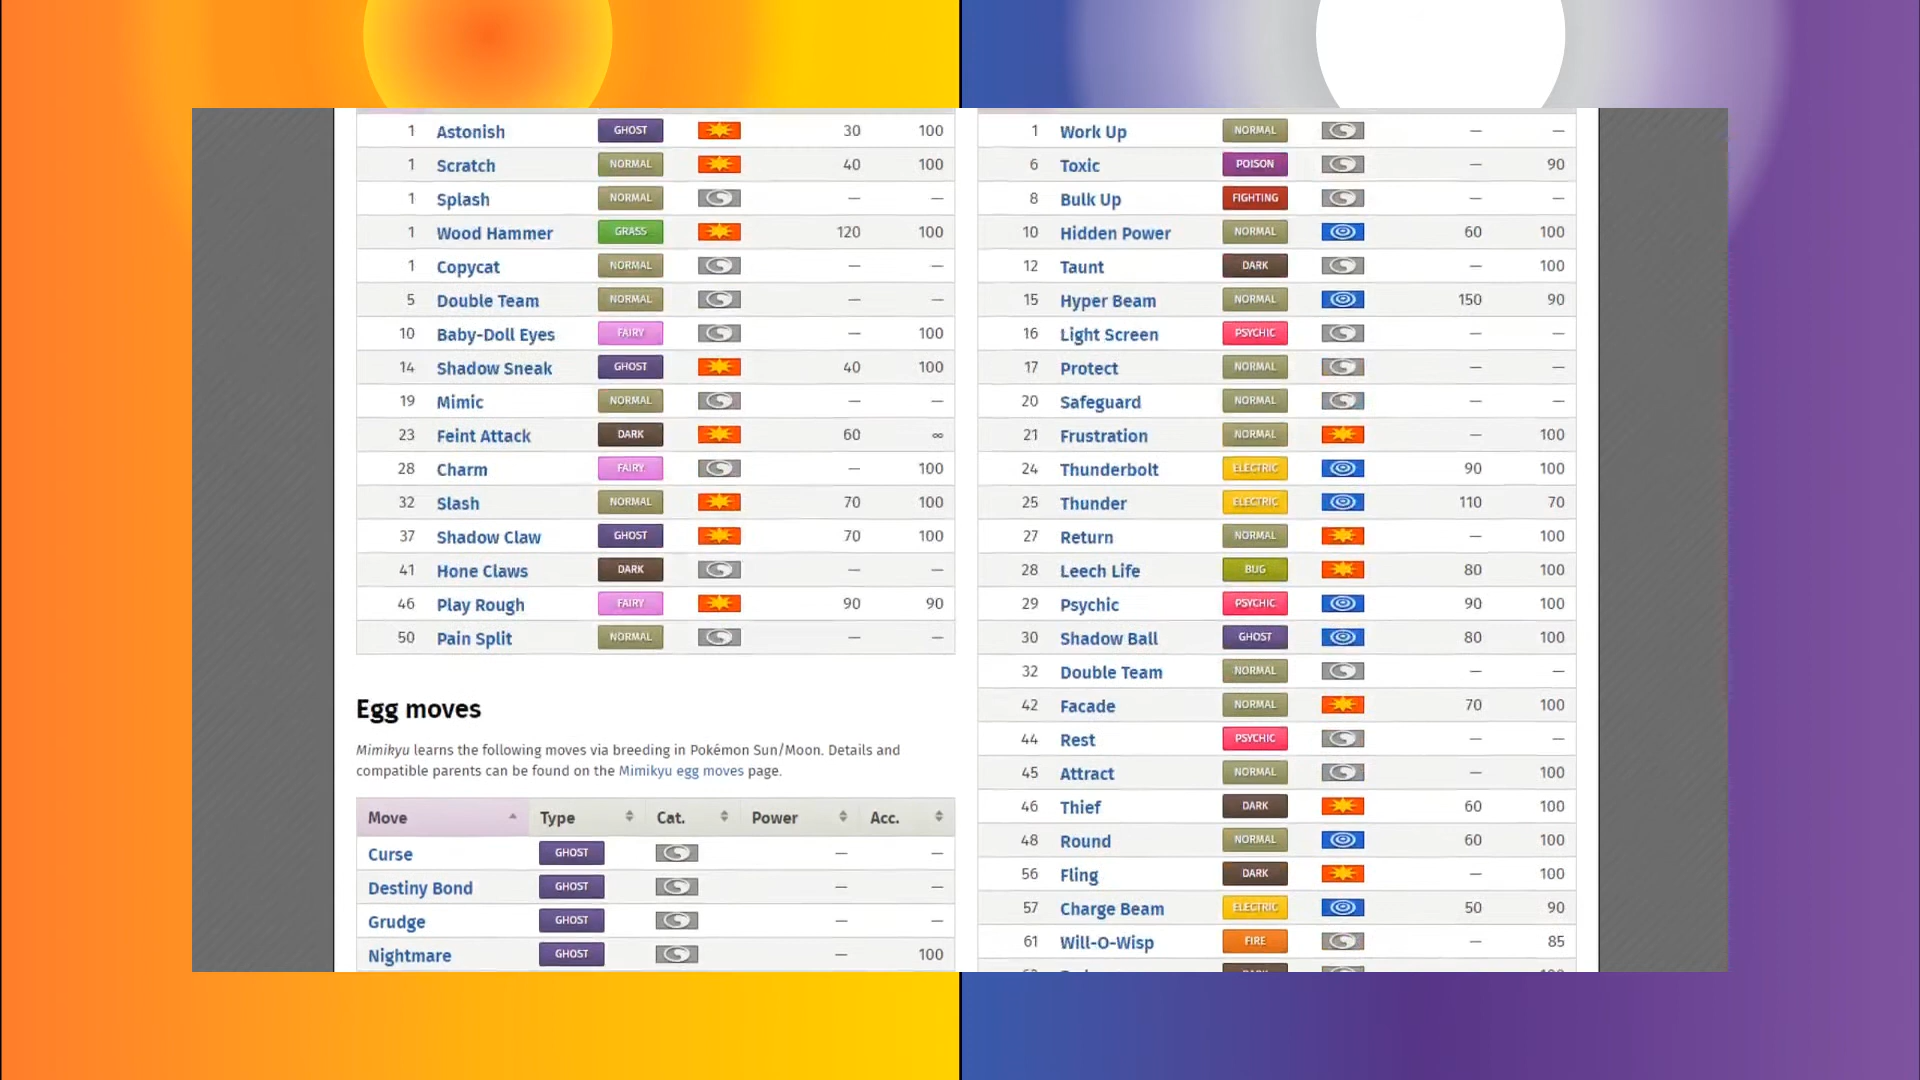 1 Astonish GHOST 30 100
1 Scratch NORMAL 40 100
1 Splash NORMAL — —
1 Wood Hammer GRASS 120 100
1 Copycat NORMAL — —
5 Double Team NORMAL — —
10 Baby-Doll Eyes FAIRY — 100
14 Shadow Sneak GHOST 40 100
19 Mimic NORMAL — —
23 Feint Attack DARK 60 ∞
28 Charm FAIRY — 100
32 Slash NORMAL 70 100
37 Shadow Claw GHOST 70 100
41 Hone Claws DARK — —
46 Play Rough FAIRY 90 90
50 Pain Split NORMAL — —
Egg moves
Mimikyu learns the following moves via breeding in Pokémon Sun/Moon. Details and
compatible parents can be found on the Mimikyu egg moves page.
Move Type Cat. Power Acc.
Curse GHOST — —
Destiny Bond GHOST — —
Grudge GHOST — —
Nightmare GHOST — 100
1 Work Up NORMAL — —
6 Toxic POISON — 90
8 Bulk Up FIGHTING — —
10 Hidden Power NORMAL 60 100
12 Taunt DARK — 100
15 Hyper Beam NORMAL 150 90
16 Light Screen PSYCHIC — —
17 Protect NORMAL — —
20 Safeguard NORMAL — —
21 Frustration NORMAL — 100
24 Thunderbolt ELECTRIC 90 100
25 Thunder ELECTRIC 110 70
27 Return NORMAL — 100
28 Leech Life BUG 80 100
29 Psychic PSYCHIC 90 100
30 Shadow Ball GHOST 80 100
32 Double Team NORMAL — —
42 Facade NORMAL 70 100
44 Rest PSYCHIC — —
45 Attract NORMAL — 100
46 Thief DARK 60 100
48 Round NORMAL 60 100
56 Fling DARK — 100
57 Charge Beam ELECTRIC 50 90
61 Will-O-Wisp FIRE — 85